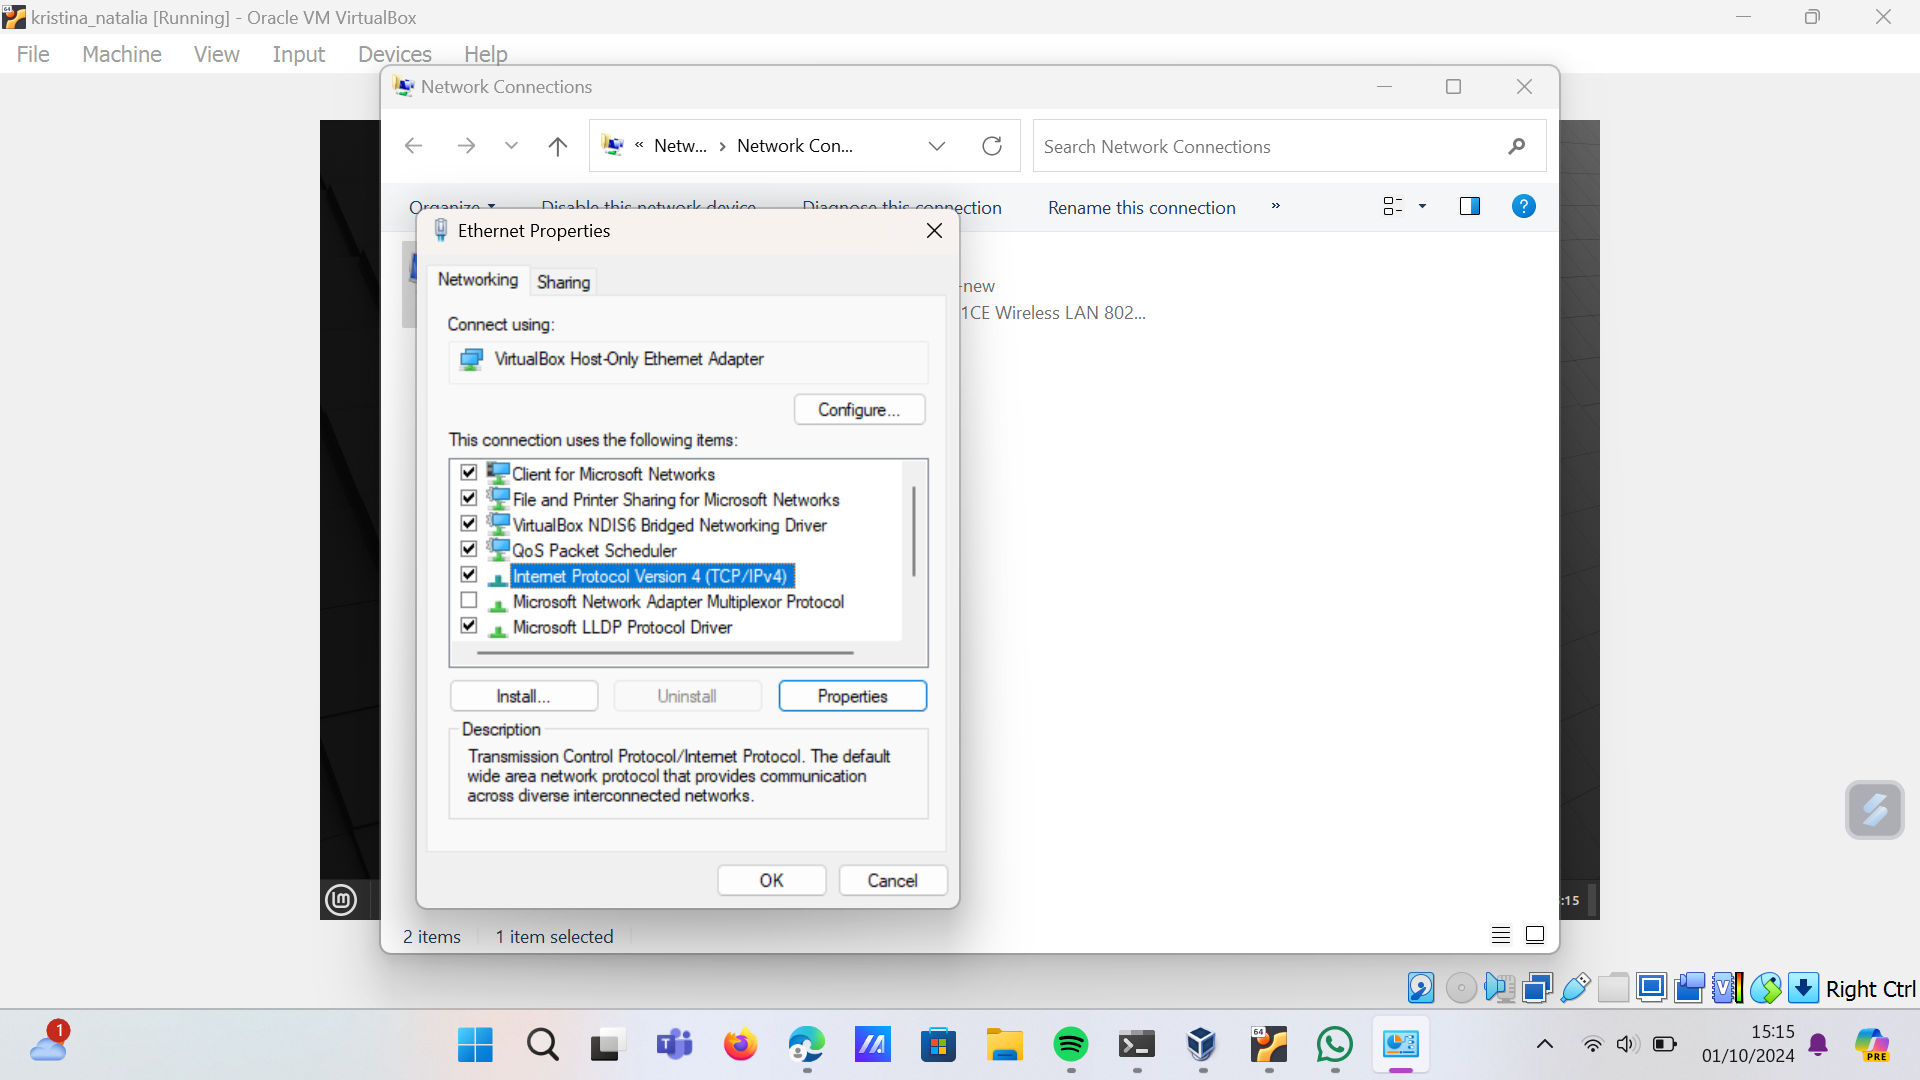 kristina_natalia [Running] - Oracle VM VirtualBox
File Machine View Input Devices Help
Network Connections
« Netw... › Network Con...
Search Network Connections
Organize
Disable this network device
Diagnose this connection
Rename this connection
»
?
Ethernet Properties
Networking Sharing
-new
1CE Wireless LAN 802...
Connect using:
VirtualBox Host-Only Ethernet Adapter
Configure...
This connection uses the following items:
Client for Microsoft Networks
File and Printer Sharing for Microsoft Networks
VirtualBox NDIS6 Bridged Networking Driver
QoS Packet Scheduler
Internet Protocol Version 4 (TCP/IPv4)
Microsoft Network Adapter Multiplexor Protocol
Microsoft LLDP Protocol Driver
Install... Uninstall Properties
Description
Transmission Control Protocol/Internet Protocol. The default
wide area network protocol that provides communication
across diverse interconnected networks.
OK Cancel
:15
2 items 1 item selected
Right Ctrl
1
64
15:15
01/10/2024
PRE